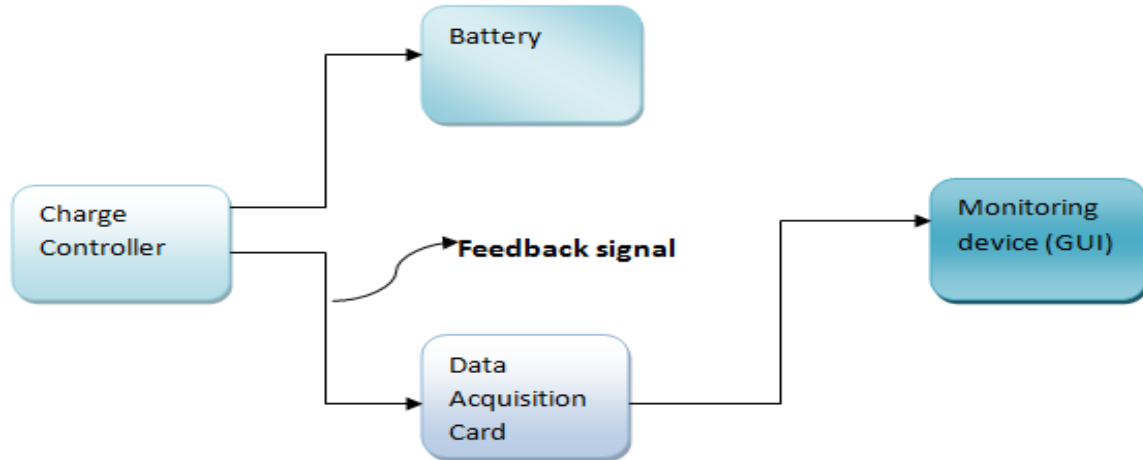 Battery
Charge
Controller
Monitoring
device (GUI)
Feedback signal
Data
Acquisition
Card